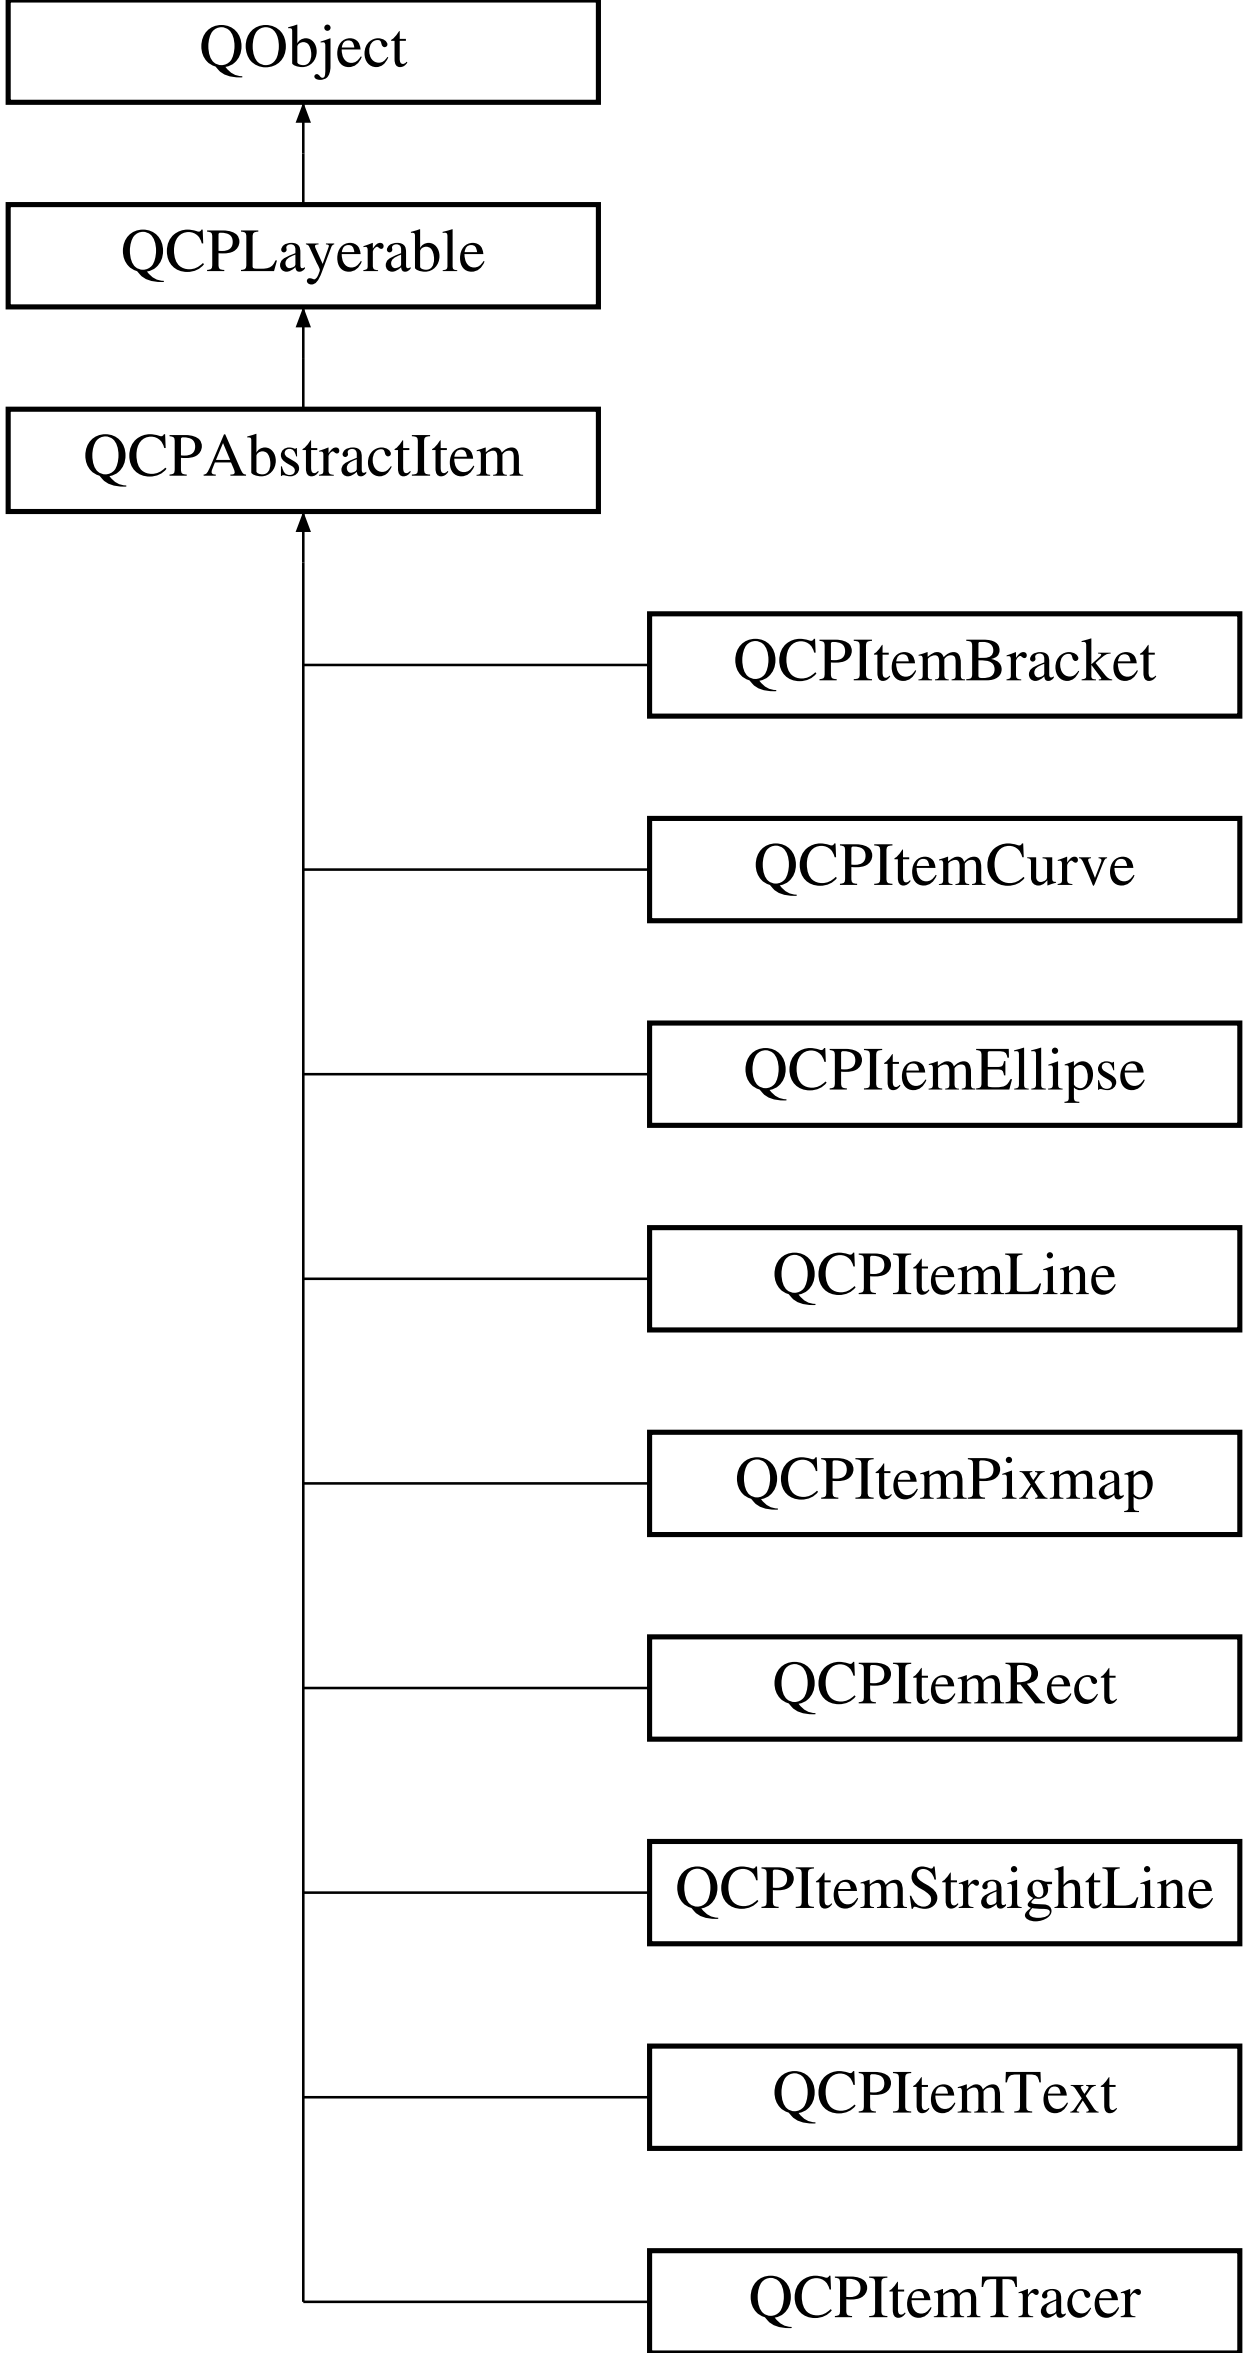 QObject
QCPLayerable
QCPAbstractItem
QCPItemBracket
QCPItemCurve
QCPItemEllipse
QCPItemLine
QCPItemPixmap
QCPItemRect
QCPItemStraightLine
QCPItemText
QCPItemTracer